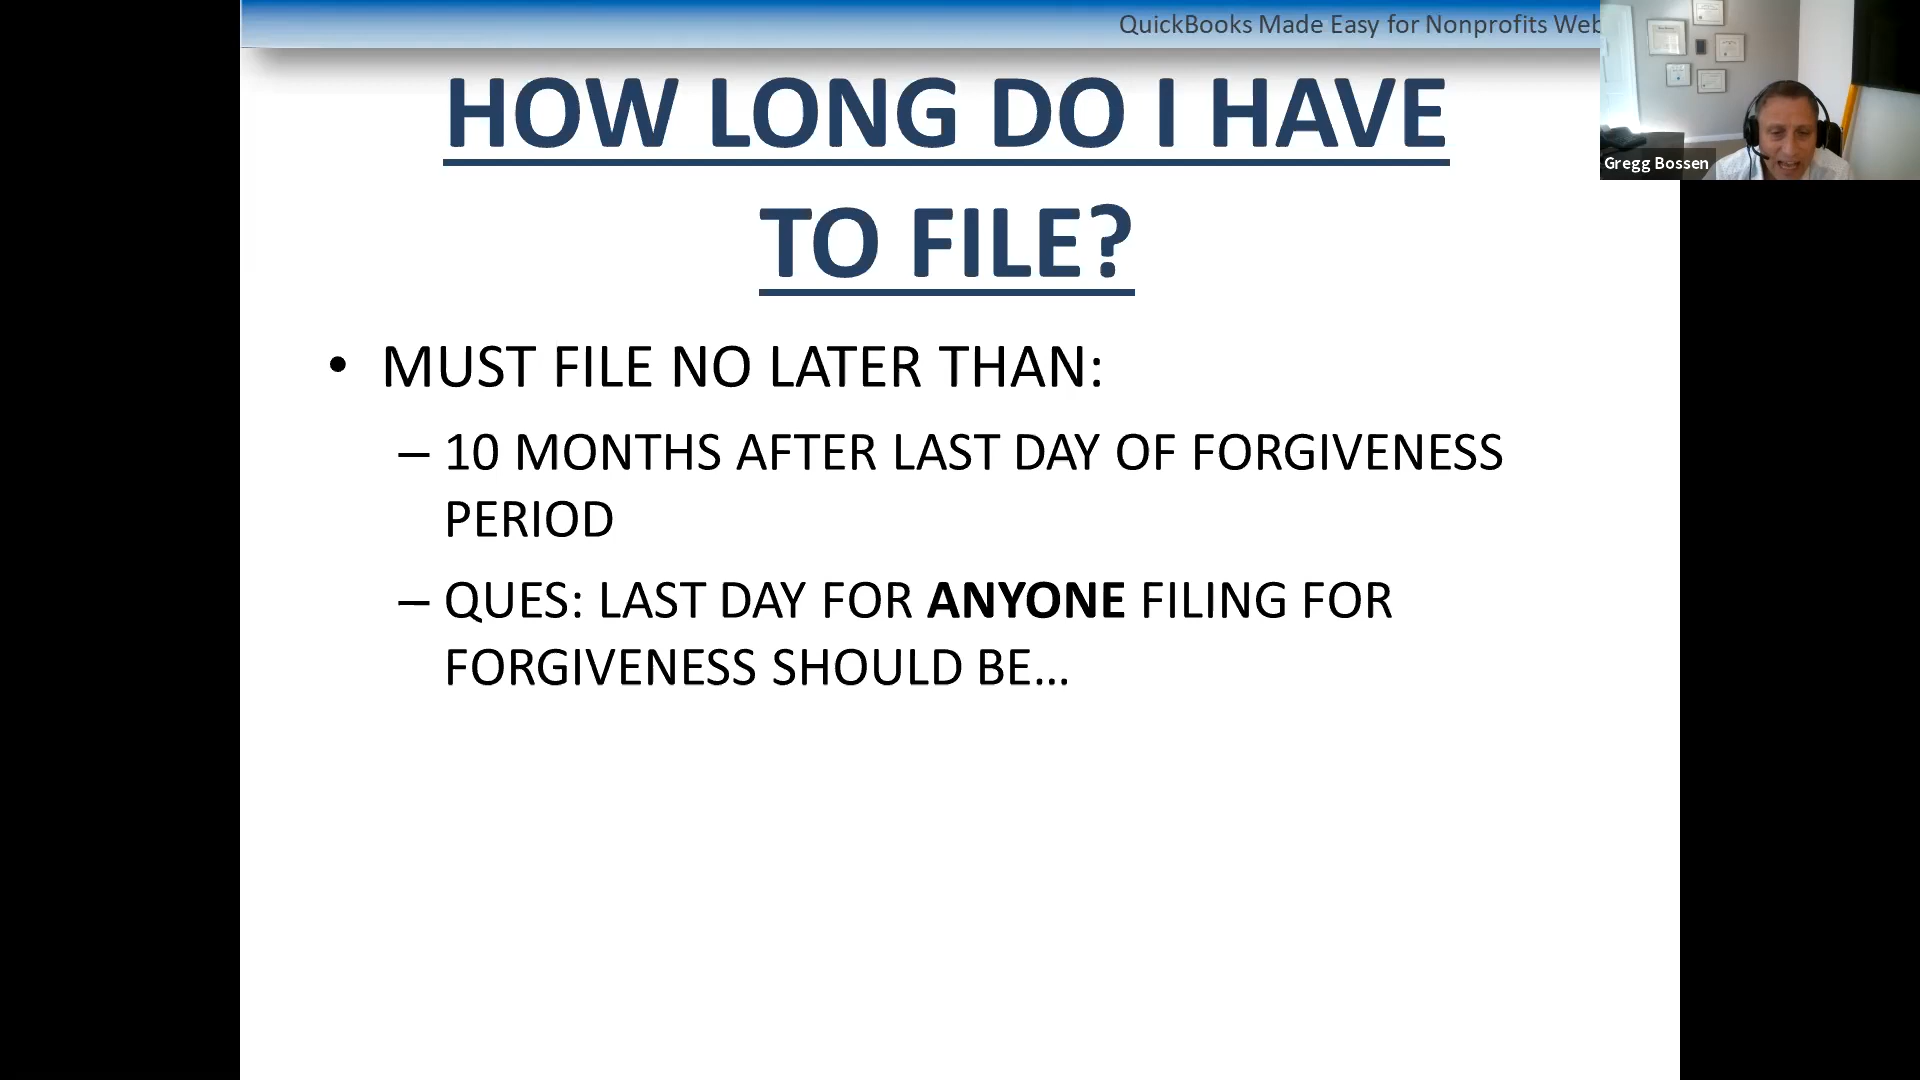 QuickBooks Made Easy for Nonprofits
HOW LONG DO I HAVE
TO FILE?
Gregg Bossen
• MUST FILE NO LATER THAN:
– 10 MONTHS AFTER LAST DAY OF FORGIVENESS
PERIOD
– QUES: LAST DAY FOR ANYONE FILING FOR
FORGIVENESS SHOULD BE...